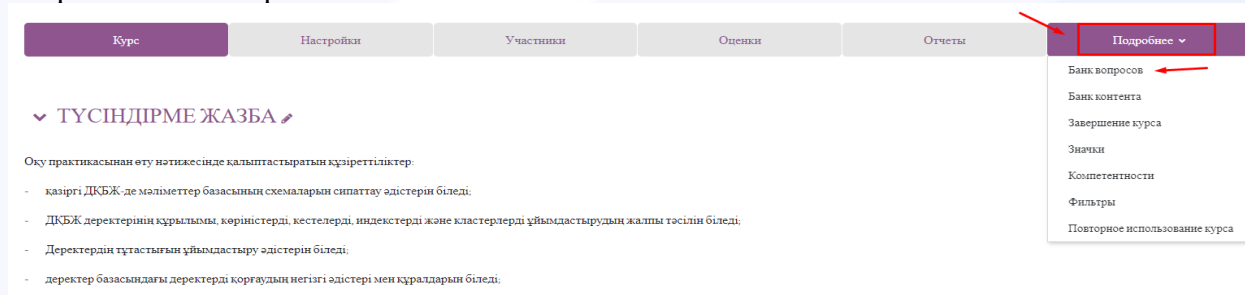 Курс
Настройки
Участники
Оценки
Отчеты
Подробнее
Банк вопросов
Банк контента
Завершение курса
Значки
Компетентности
Фильтры
Повторное использование курса
ТҮСІНДІРМЕ ЖАЗБА
Оқу практикасынан өту нәтижесінде қалыптастыратын құзіреттіліктер:
- қазіргі ДҚБЖ-де мәліметтер базасының схемаларын сипаттау әдістерін біледі;
- ДҚБЖ деректерінің құрылымы, көріністерді, кестелерді, индекстерді және кластерлерді ұйымдастырудың жалпы тәсілін біледі;
- Деректердің тұтастығын ұйымдастыру әдістерін біледі;
- деректер базасындағы деректерді қорғаудың негізгі әдістері мен құралдарын біледі;